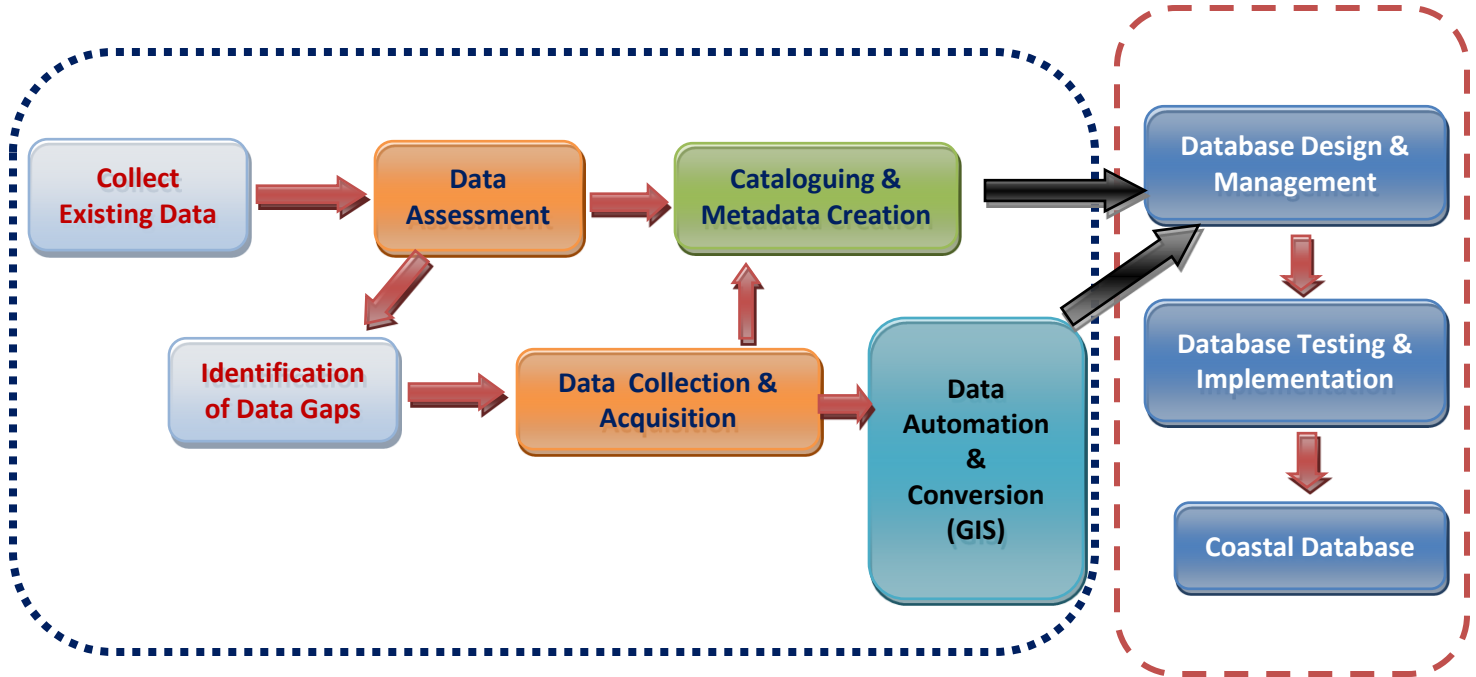 Collect
Existing Data
Data
Assessment
Cataloguing &
Metadata Creation
Database Design &
Management
Identification
of Data Gaps
Data Collection &
Acquisition
Data
Automation
&
Conversion
(GIS)
Database Testing &
Implementation
Coastal Database